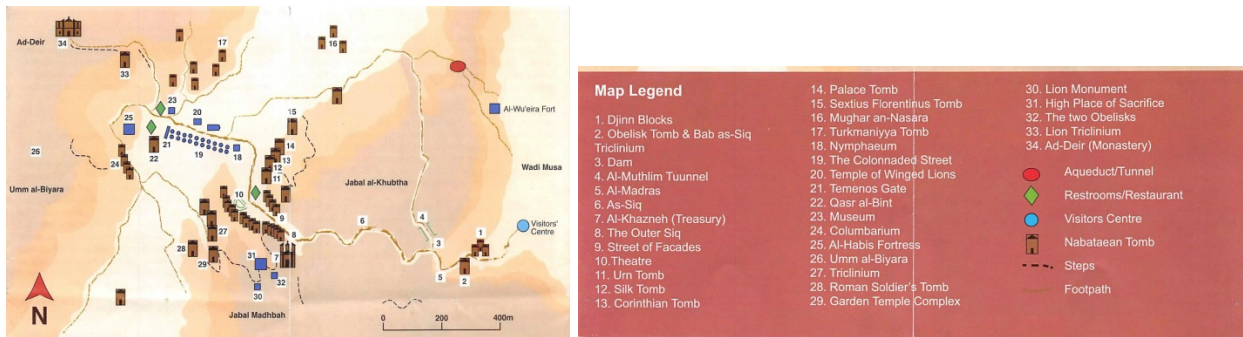 Ad-Deir
34
33
17
16
23
20
25
21
19
18
22
26
24
15
14
13
12
11
10
9
8
7
6
5
4
3
2
1
27
28
29
30
31
32
Al-Wu'eira Fort
Wadi Musa
Umm al-Biyara
Jabal al-Khubtha
Visitors'
Centre
Jabal Madhbah
N
0 200 400m
Map Legend
1. Djinn Blocks
2. Obelisk Tomb & Bab as-Siq
Triclinium
3. Dam
4. Al-Muthlim Tuunnel
5. Al-Madras
6. As-Siq
7. Al-Khazneh (Treasury)
8. The Outer Siq
9. Street of Facades
10.Theatre
11. Urn Tomb
12. Silk Tomb
13. Corinthian Tomb
14. Palace Tomb
15. Sextius Florentinus Tomb
16. Mughar an-Nasara
17. Turkmaniyya Tomb
18. Nymphaeum
19. The Colonnaded Street
20. Temple of Winged Lions
21. Temenos Gate
22. Qasr al-Bint
23. Museum
24. Columbarium
25. Al-Habis Fortress
26. Umm al-Biyara
27. Triclinium
28. Roman Soldier's Tomb
29. Garden Temple Complex
30. Lion Monument
31. High Place of Sacrifice
32. The two Obelisks
33. Lion Triclinium
34. Ad-Deir (Monastery)
Aqueduct/Tunnel
Restrooms/Restaurant
Visitors Centre
Nabataean Tomb
Steps
Footpath